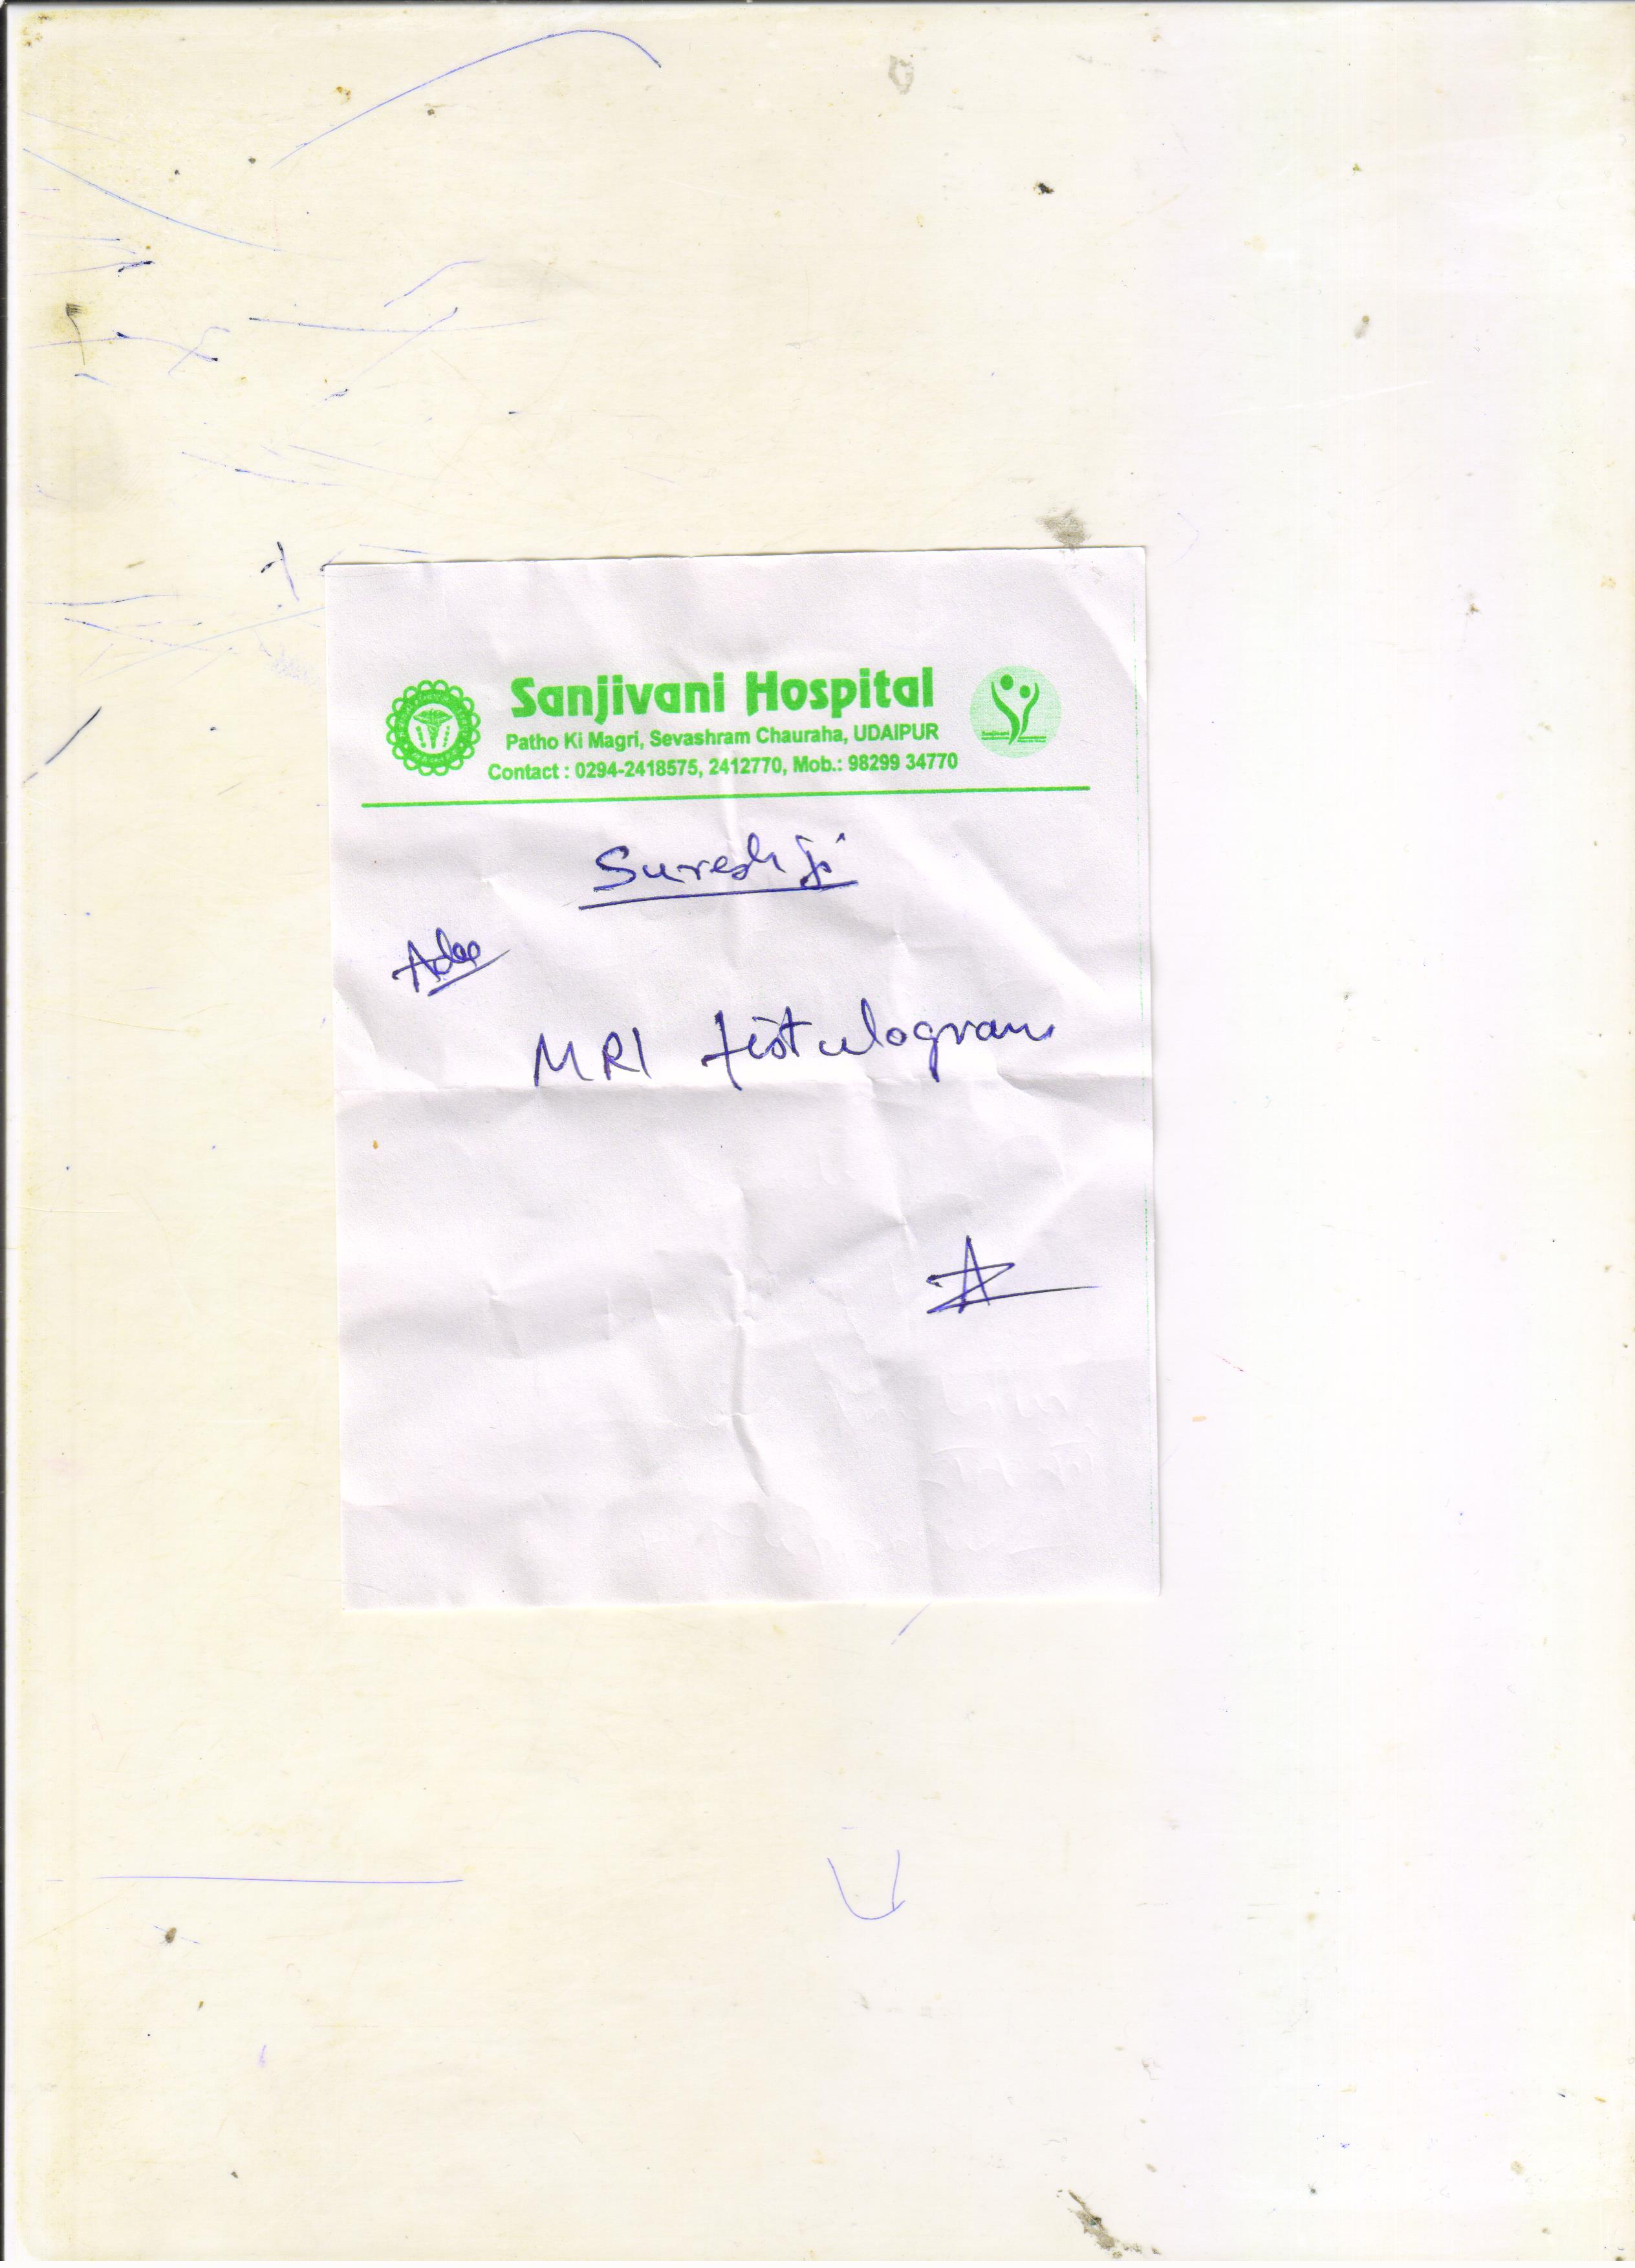 Sanjivani Hospital
Patho Ki Magri, Sevashram Chauraha, UDAIPUR
Contact : 0294-2418575, 2412770, Mob.: 98299 34770
Suresh ji
MRI fistulogram